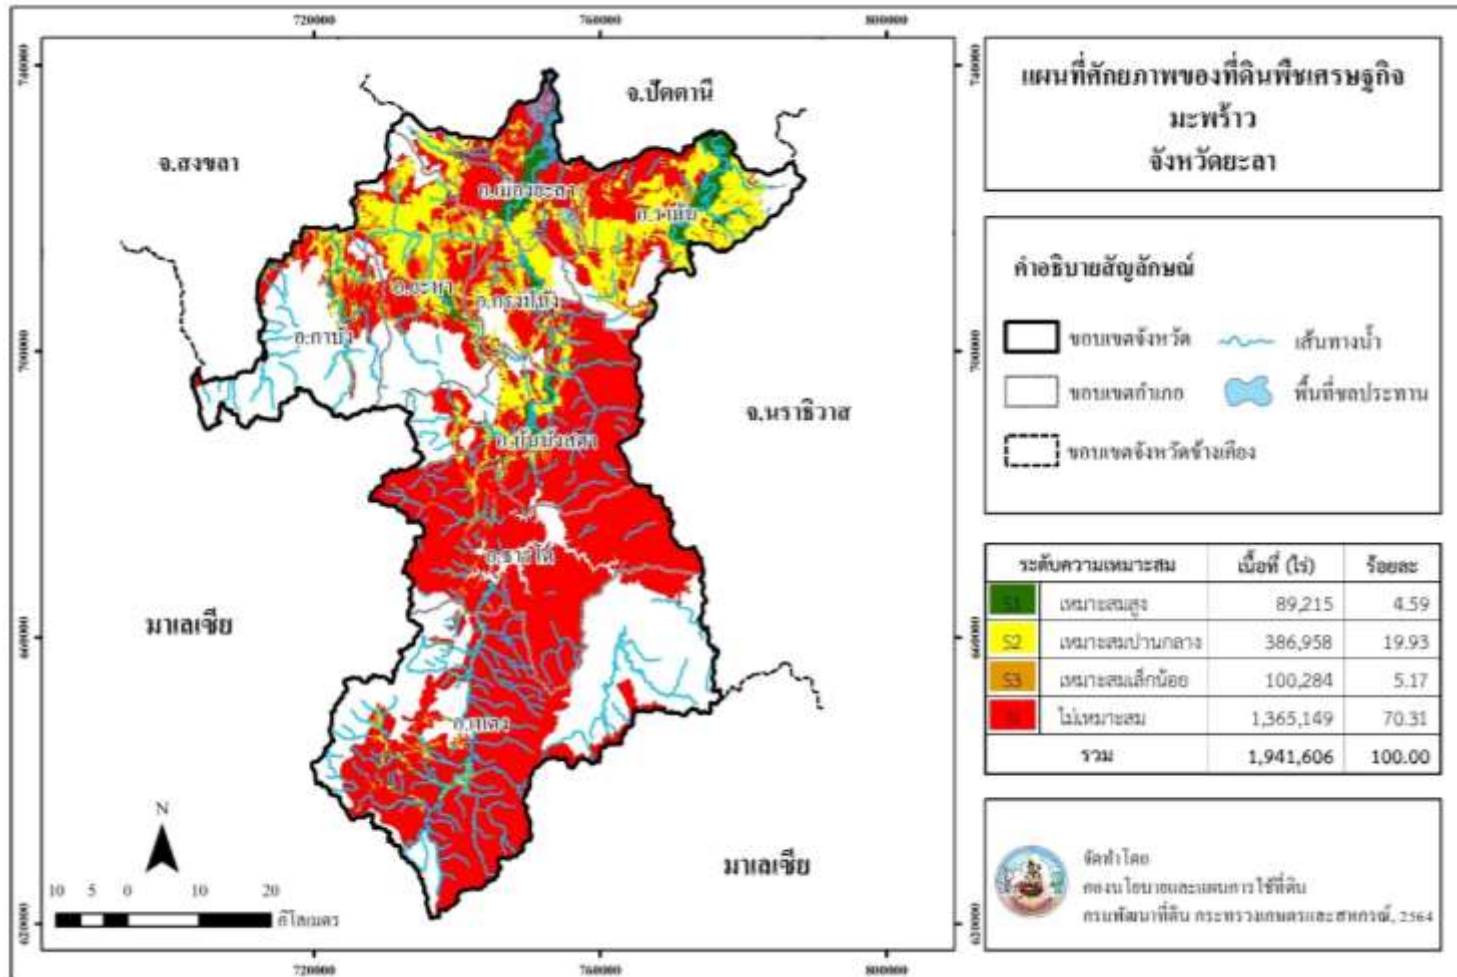 720000 760000 800000
740000 740000
แผนที่ศักยภาพของที่ดินพืชเศรษฐกิจ
มะพร้าว
จังหวัดยะลา
จ.ปัตตานี
จ.สงขลา
อ.เมืองยะลา
อ.รามัน
อ.ยะหา
อ.กรงปินัง
อ.กาบัง
700000 700000
จ.นราธิวาส
อ.บันนังสตา
อ.ธารโต
มาเลเซีย
660000 660000
อ.เบตง
มาเลเซีย
คำอธิบายสัญลักษณ์
ขอบเขตจังหวัด เส้นทางน้ำ
ขอบเขตอำเภอ พื้นที่ชลประทาน
ขอบเขตจังหวัดข้างเคียง
ระดับความเหมาะสม เนื้อที่ (ไร่) ร้อยละ
S1 เหมาะสมสูง 89,215 4.59
S2 เหมาะสมปานกลาง 386,958 19.93
S3 เหมาะสมเล็กน้อย 100,284 5.17
N ไม่เหมาะสม 1,365,149 70.31
รวม 1,941,606 100.00
N
10 5 0 10 20
กิโลเมตร
620000 620000
720000 760000 800000
จัดทำโดย
กองนโยบายและแผนการใช้ที่ดิน
กรมพัฒนาที่ดิน กระทรวงเกษตรและสหกรณ์, 2564